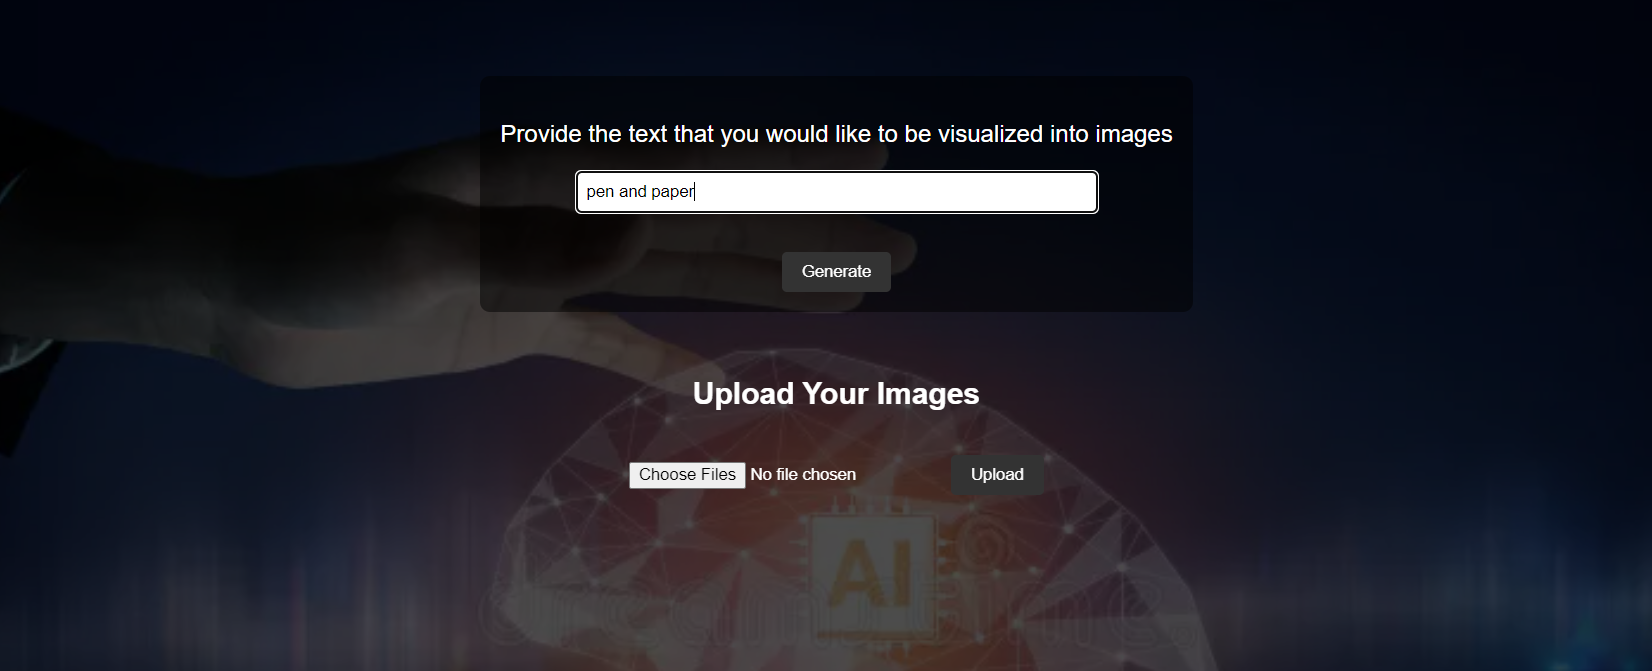 Provide the text that you would like to be visualized into images
pen and paper
Generate
Upload Your Images
Choose Files No file chosen Upload
AI